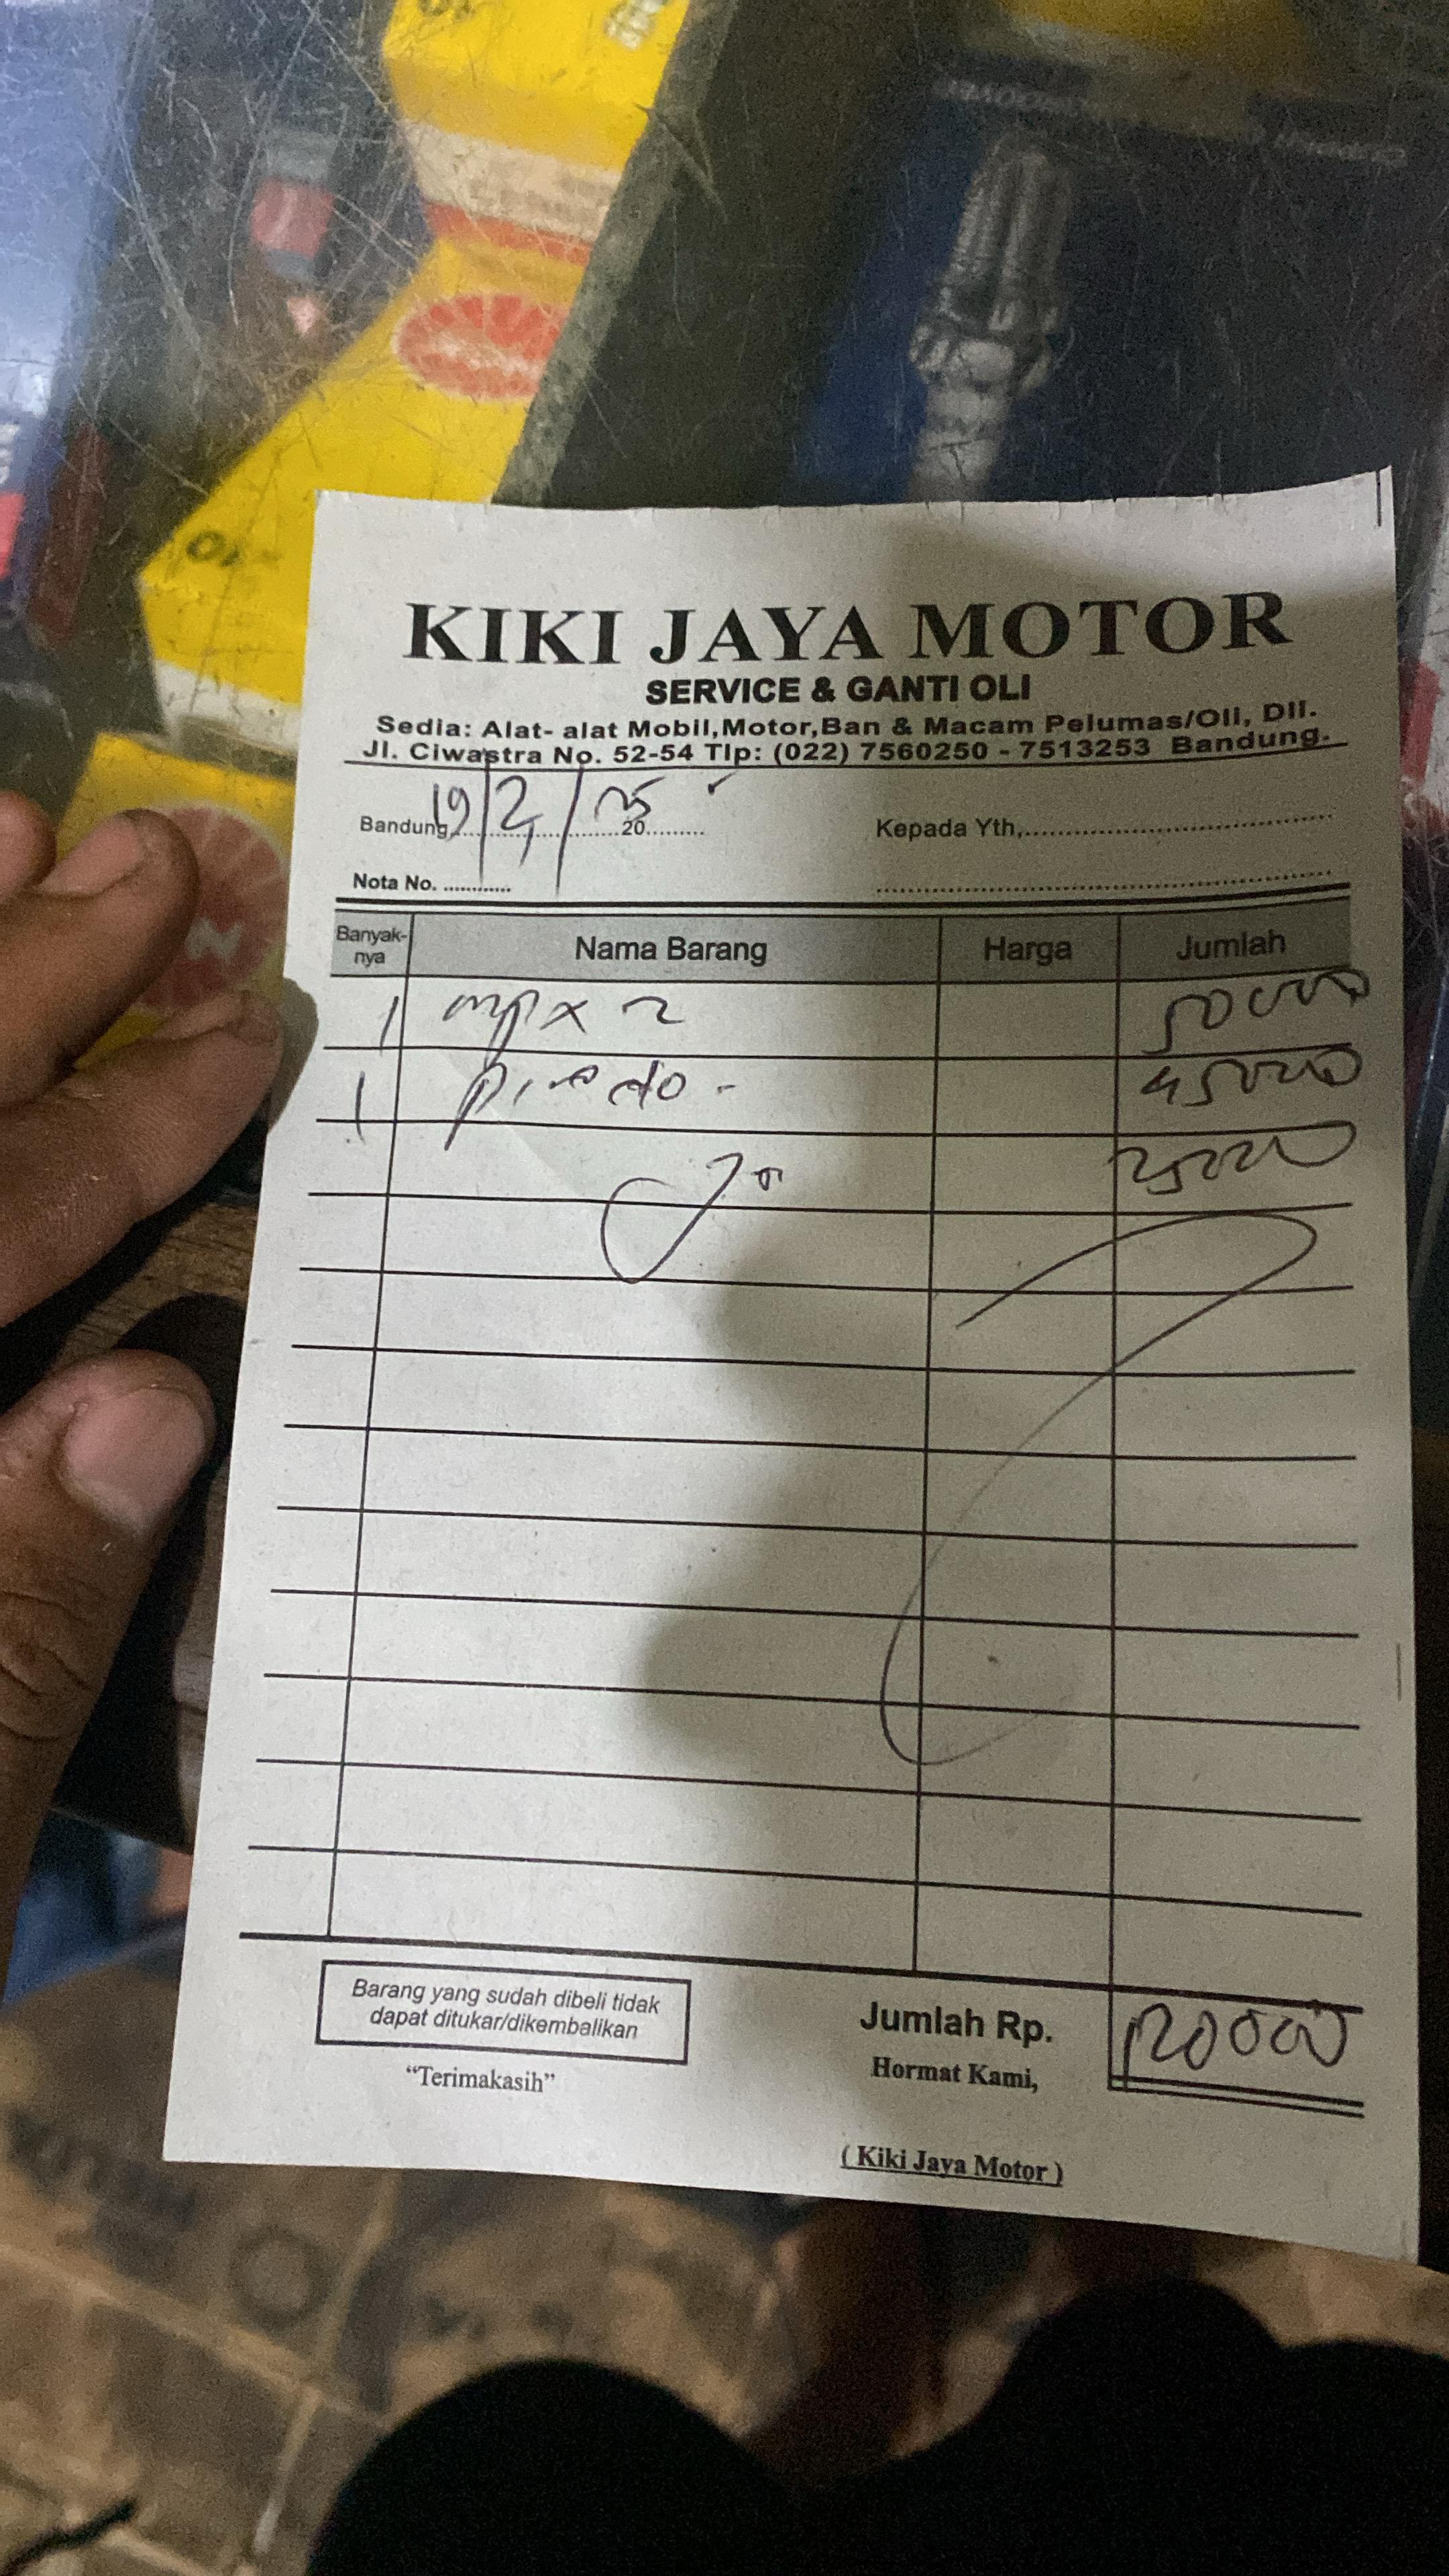 KIKI JAYA MOTOR
SERVICE & GANTI OLI
Sedia: Alat- alat Mobil,Motor,Ban & Macam Pelumas/Oli, Dll.
Jl. Ciwastra No. 52-54 Tlp: (022) 7560250 - 7513253 Bandung.
Bandung, 19/2/ 20 25
Kepada Yth,
Nota No.
Banyak-nya Nama Barang Harga Jumlah
1 mpx 2 50000
1 45000
25000
Barang yang sudah dibeli tidak
dapat ditukar/dikembalikan
"Terimakasih"
Jumlah Rp. 120000
Hormat Kami,
( Kiki Jaya Motor )